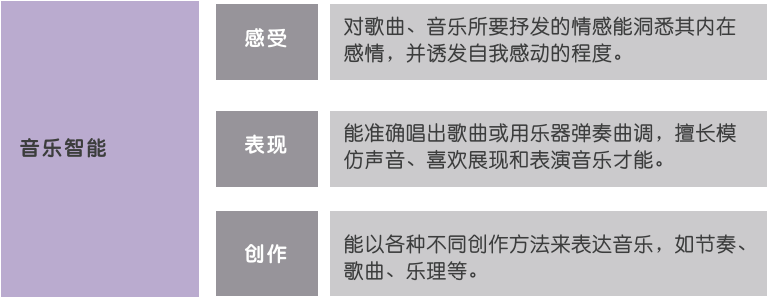 音乐智能
感受
对歌曲、音乐所要抒发的情感能洞悉其内在
感情，并诱发自我感动的程度。
表现
能准确唱出歌曲或用乐器弹奏曲调，擅长模
仿声音、喜欢展现和表演音乐才能。
创作
能以各种不同创作方法来表达音乐，如节奏、
歌曲、乐理等。